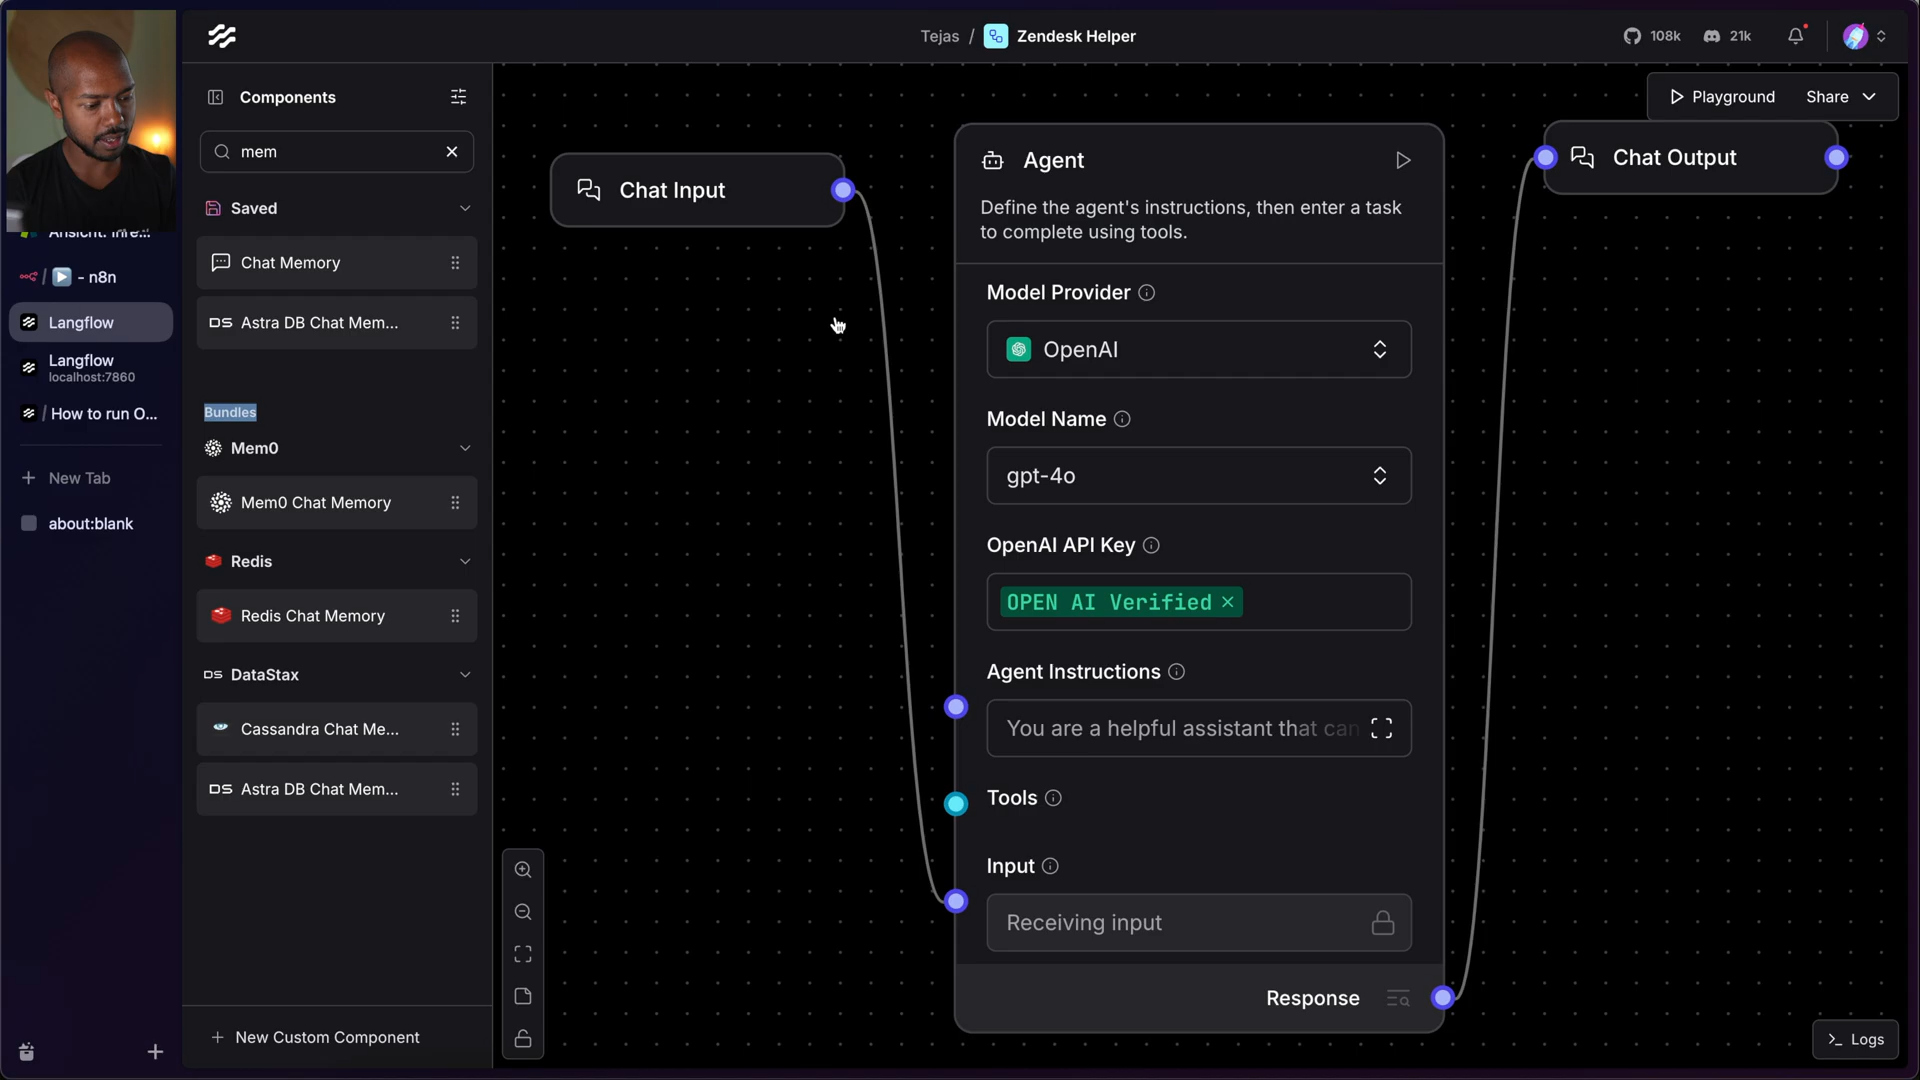 Tejas / Zendesk Helper
108k
21k
Playground
Share
Components
mem
Saved
Chat Memory
Astra DB Chat Mem...
Bundles
Mem0
Mem0 Chat Memory
Redis
Redis Chat Memory
DS DataStax
Cassandra Chat Me...
DS Astra DB Chat Mem...
+ New Custom Component
/ - n8n
Langflow
Langflow
localhost:7860
/ How to run O...
+ New Tab
about:blank
Chat Input
Agent
Define the agent's instructions, then enter a task
to complete using tools.
Model Provider
OpenAI
Model Name
gpt-4o
OpenAI API Key
OPEN AI Verified
Agent Instructions
You are a helpful assistant that can
Tools
Input
Receiving input
Response
Chat Output
Logs